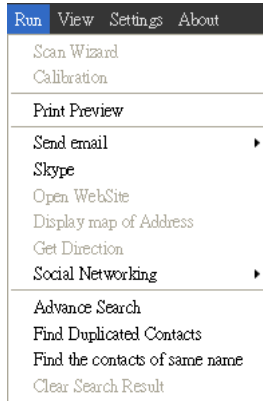 Run View Settings About
Scan Wizard
Calibration
Print Preview
Send email
Skype
Open WebSite
Display map of Address
Get Direction
Social Networking
Advance Search
Find Duplicated Contacts
Find the contacts of same name
Clear Search Result